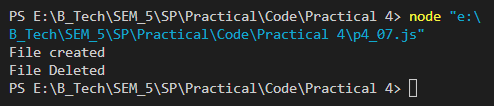 PS E:\B_Tech\SEM_5\SP\Practical\Code\Practical 4> node "e:\
B_Tech\SEM_5\SP\Practical\Code\Practical 4\p4_07.js"
File created
File Deleted
PS E:\B_Tech\SEM_5\SP\Practical\Code\Practical 4>